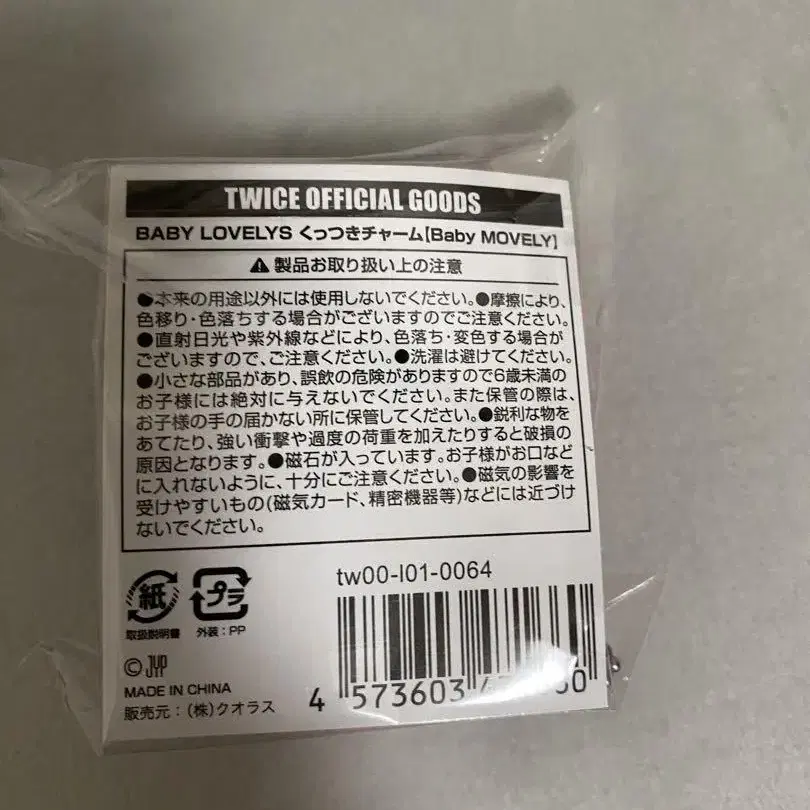 TWICE OFFICIAL GOODS
BABY LOVELYS くっつきチャーム【Baby MOVELY】
⚠ 製品お取り扱い上の注意
●本来の用途以外には使用しないでください。●摩擦により、
色移り・色落ちする場合がございますのでご注意ください。
●直射日光や紫外線などにより、色落ち・変色する場合が
ございますので、ご注意ください。●洗濯は避けてください。
●小さな部品があり、誤飲の危険がありますので6歳未満の
お子様には絶対に与えないでください。また保管の際は、
お子様の手の届かない所に保管してください。●鋭利な物を
あてたり、強い衝撃や過度の荷重を加えたりすると破損の
原因となります。●磁石が入っています。お子様がお口など
に入れないように、十分にご注意ください。●磁気の影響を
受けやすいもの(磁気カード、精密機器等)などには近づけ
ないでください。
tw00-I01-0064
紙 プラ
取扱説明書 外装：PP
© JYP
MADE IN CHINA
販売元：(株)クオラス
4 573603